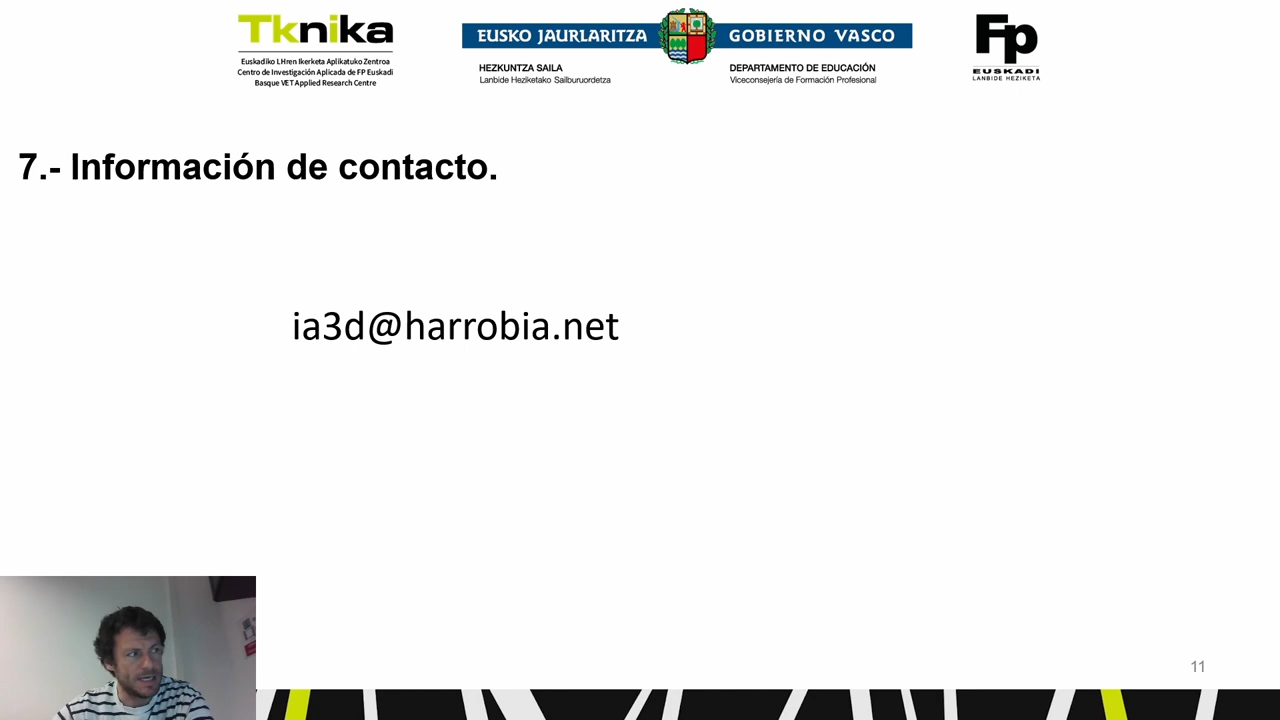 Tknika
Euskadiko LHren Ikerketa Aplikatuko Zentroa
Centro de Investigación Aplicada de FP Euskadi
Basque VET Applied Research Centre
EUSKO JAURLARITZA
GOBIERNO VASCO
HEZKUNTZA SAILA
Lanbide Heziketako Sailburuordetza
DEPARTAMENTO DE EDUCACIÓN
Viceconsejería de Formación Profesional
Fp
EUSKADI
LANBIDE HEZIKETA
7.- Información de contacto.
ia3d@harrobia.net
11